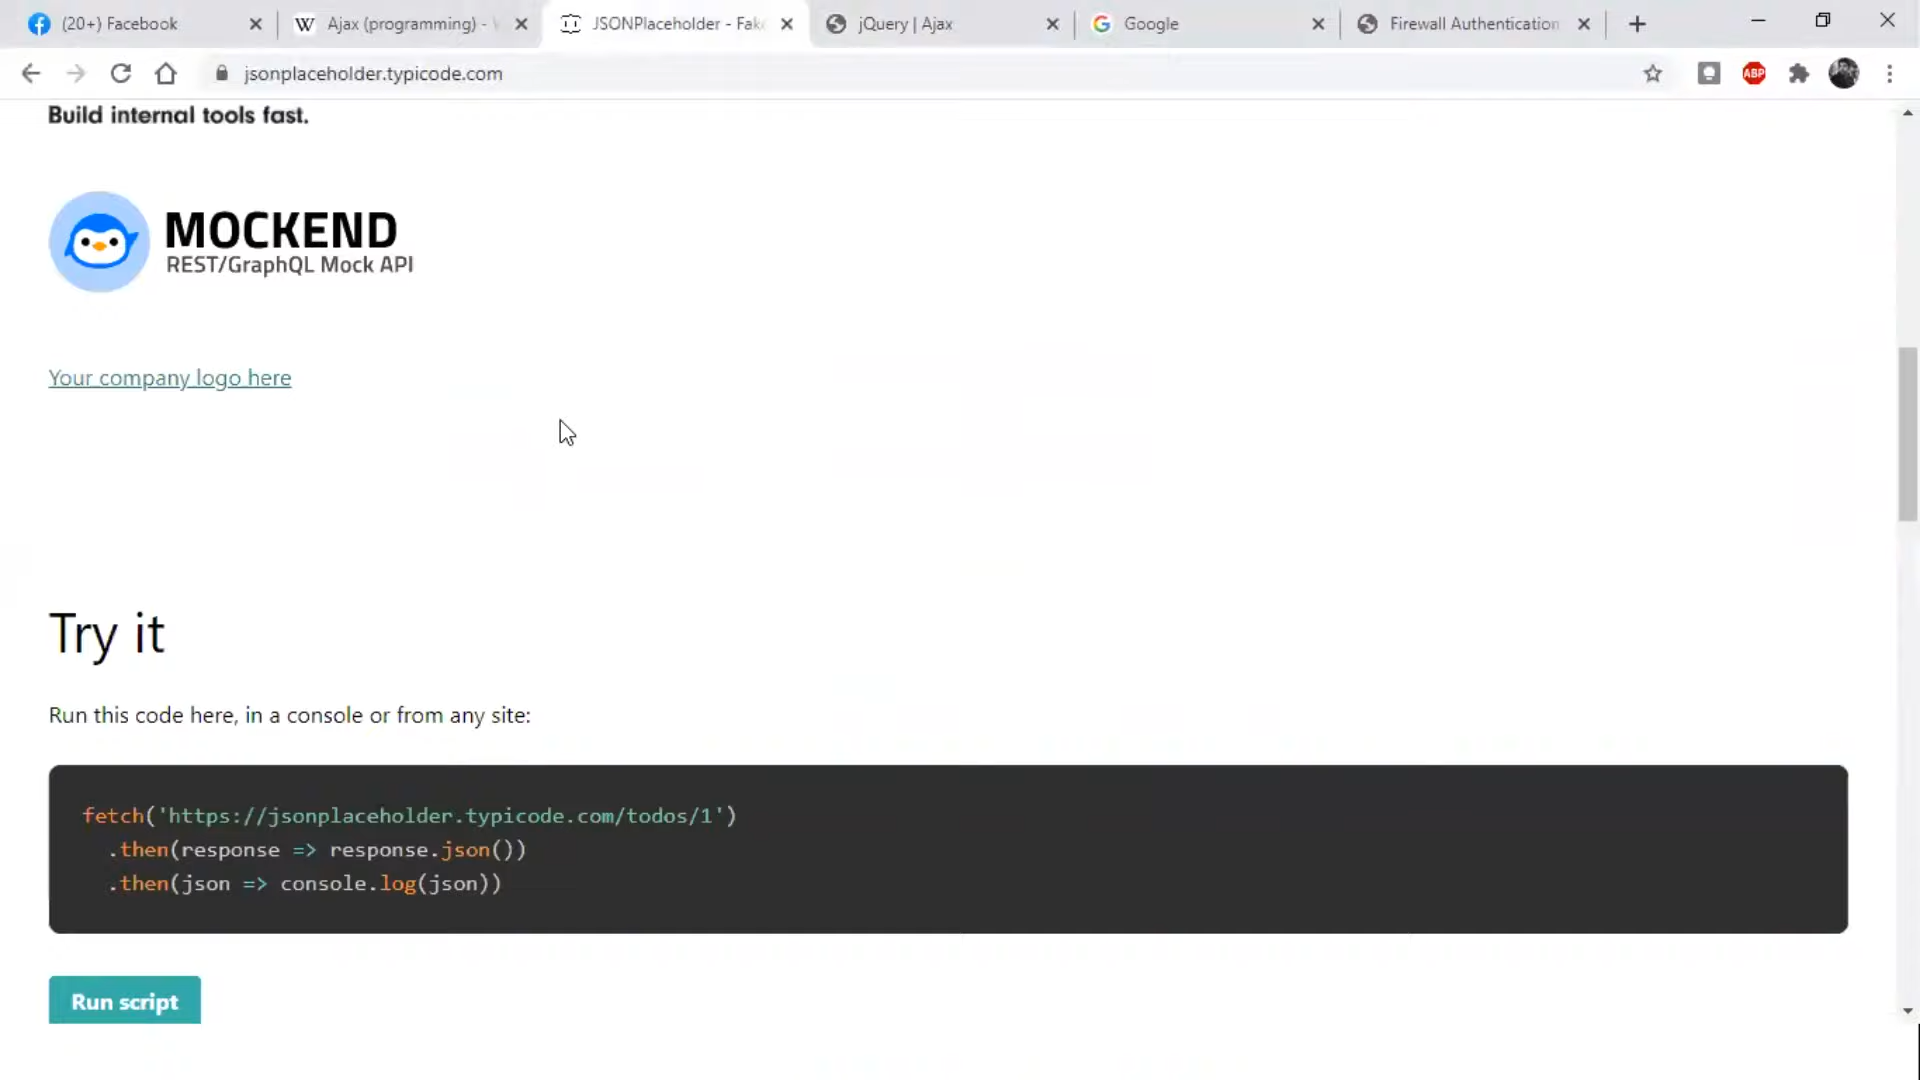 (20+) Facebook
Ajax (programming) -
JSONPlaceholder - Fak
jQuery | Ajax
Google
Firewall Authentication
jsonplaceholder.typicode.com
ABP
Build internal tools fast.
MOCKEND
REST/GraphQL Mock API
Your company logo here
Try it
Run this code here, in a console or from any site:
fetch('https://jsonplaceholder.typicode.com/todos/1')
.then(response => response.json())
.then(json => console.log(json))
Run script